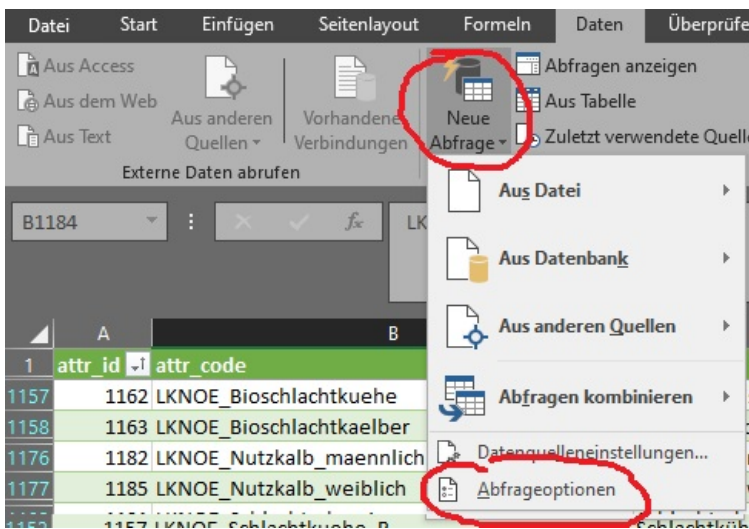 Datei Start Einfügen Seitenlayout Formeln Daten Überprüfe
Aus Access
Aus dem Web
Aus Text
Aus anderen Quellen
Vorhandene Verbindungen
Externe Daten abrufen
Neue Abfrage
Abfragen anzeigen
Aus Tabelle
Zuletzt verwendete Quelle
B1184 fx LK
Aus Datei
Aus Datenbank
Aus anderen Quellen
Abfragen kombinieren
Datenquelleneinstellungen...
Abfrageoptionen
A B
1 attr_id attr_code
1157 1162 LKNOE_Bioschlachtkuehe
1158 1163 LKNOE_Bioschlachtkaelber
1176 1182 LKNOE_Nutzkalb_maennlich
1177 1185 LKNOE_Nutzkalb_weiblich